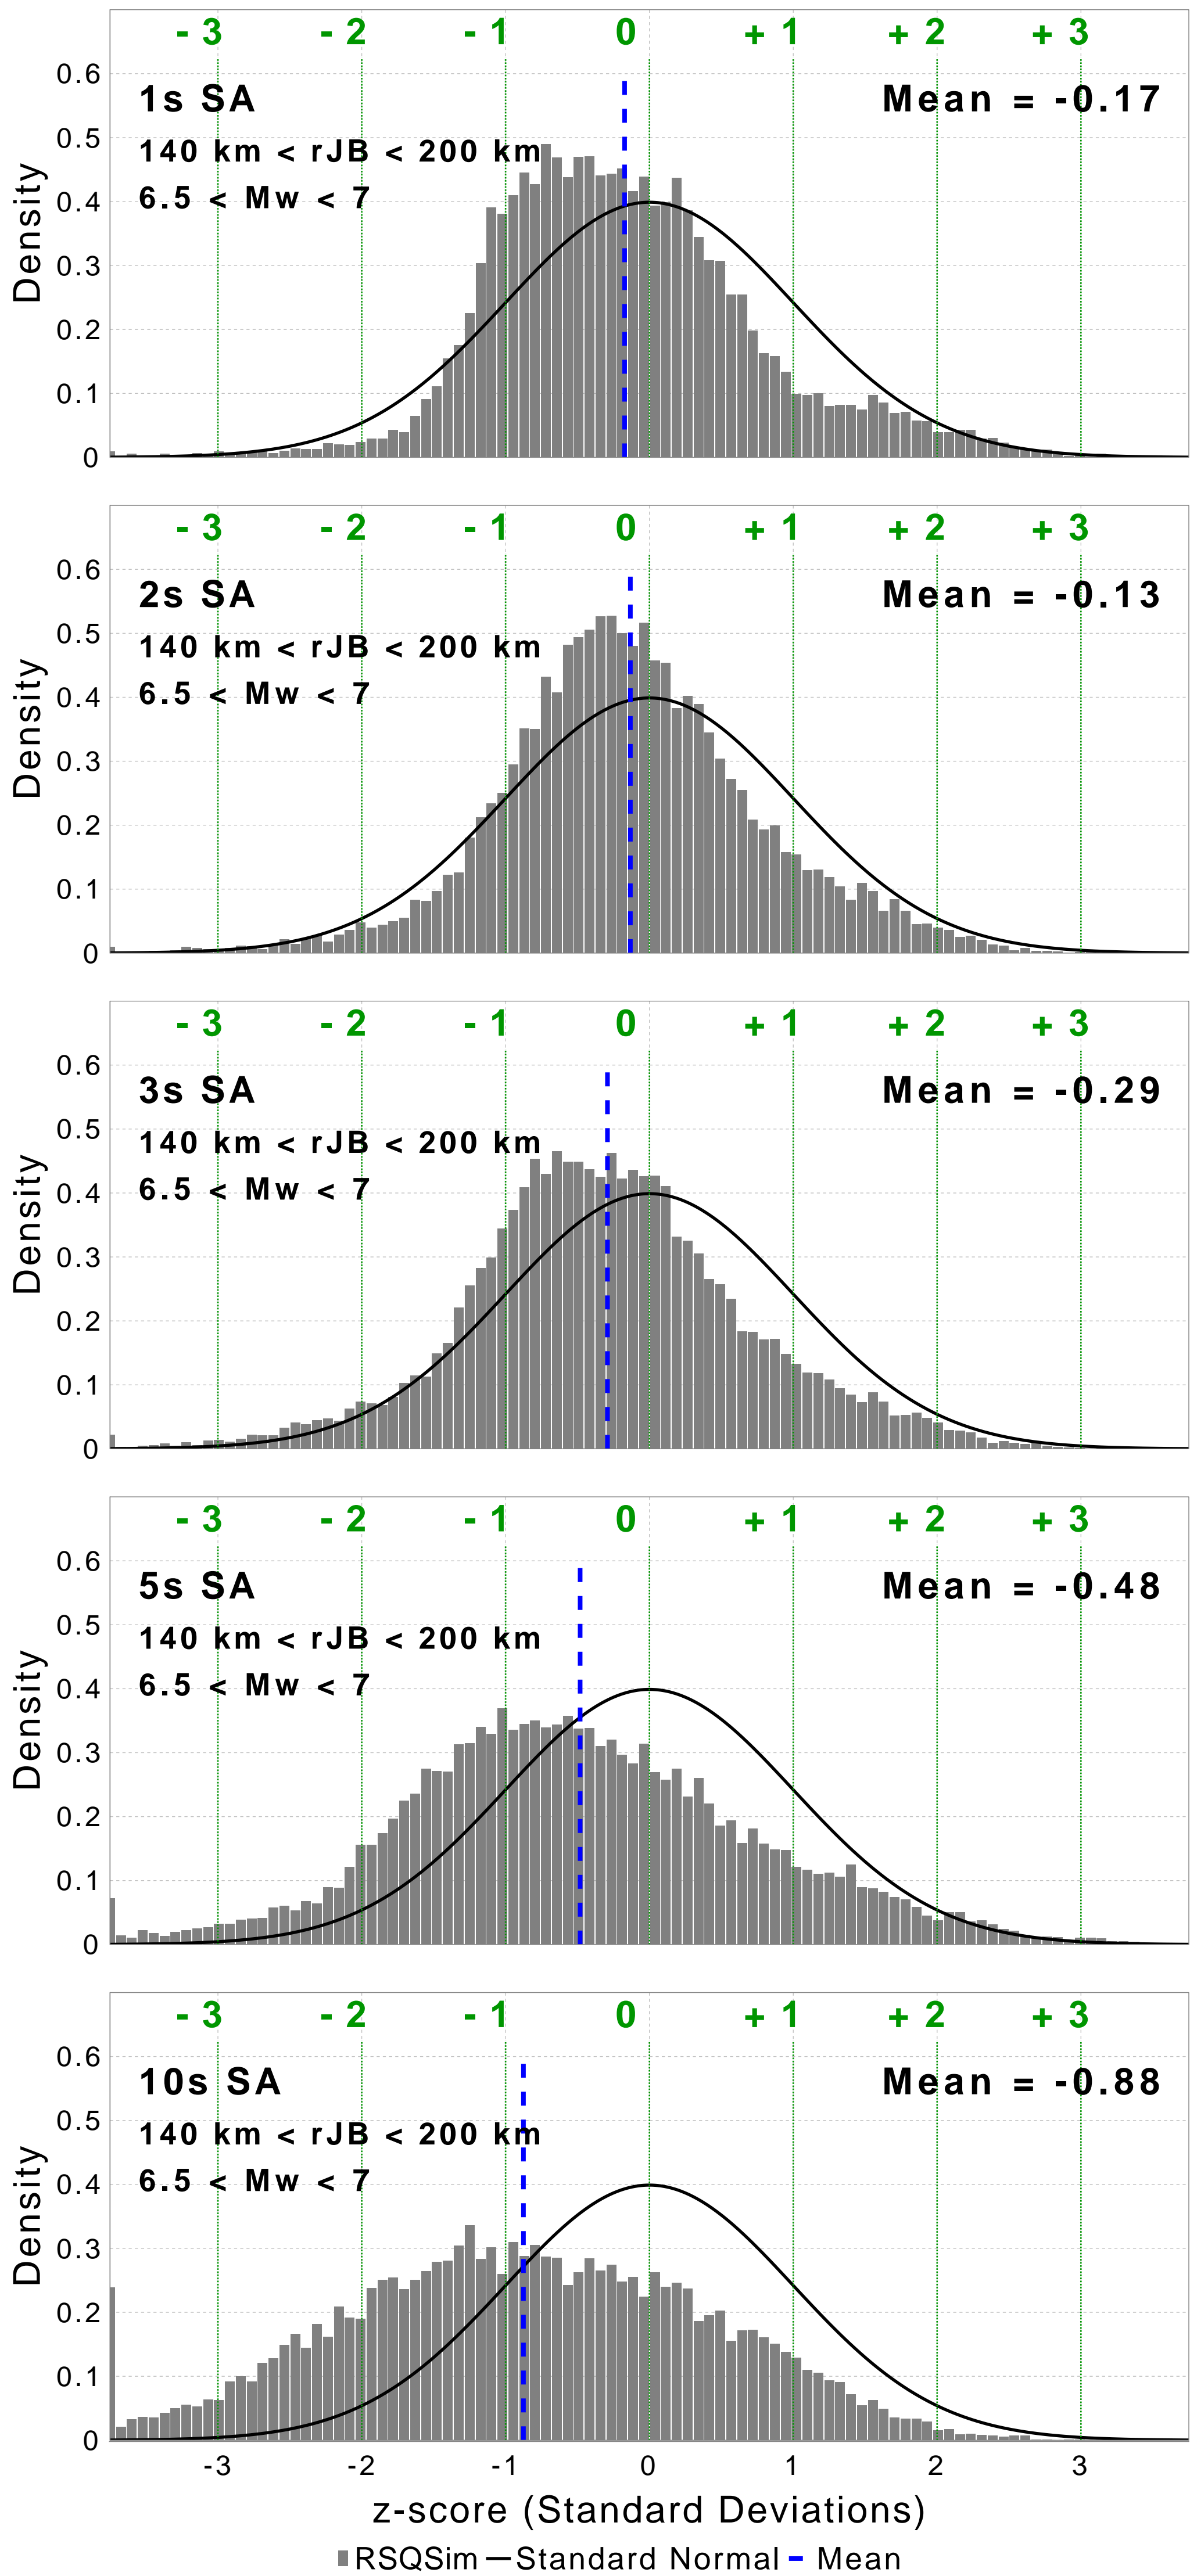 - 3 - 2 - 1 0 + 1 + 2 + 3
0.6
1s SA Mean = -0.17
0.5
140 km < rJB < 200 km
6.5 < Mw < 7
0.4
0.3
0.2
0.1
0
Density
- 3 - 2 - 1 0 + 1 + 2 + 3
0.6
2s SA Mean = -0.13
0.5
140 km < rJB < 200 km
6.5 < Mw < 7
0.4
0.3
0.2
0.1
0
Density
- 3 - 2 - 1 0 + 1 + 2 + 3
0.6
3s SA Mean = -0.29
0.5
140 km < rJB < 200 km
6.5 < Mw < 7
0.4
0.3
0.2
0.1
0
Density
- 3 - 2 - 1 0 + 1 + 2 + 3
0.6
5s SA Mean = -0.48
0.5
140 km < rJB < 200 km
6.5 < Mw < 7
0.4
0.3
0.2
0.1
0
Density
- 3 - 2 - 1 0 + 1 + 2 + 3
0.6
10s SA Mean = -0.88
0.5
140 km < rJB < 200 km
6.5 < Mw < 7
0.4
0.3
0.2
0.1
0
Density
-3 -2 -1 0 1 2 3
z-score (Standard Deviations)
RSQSim Standard Normal Mean